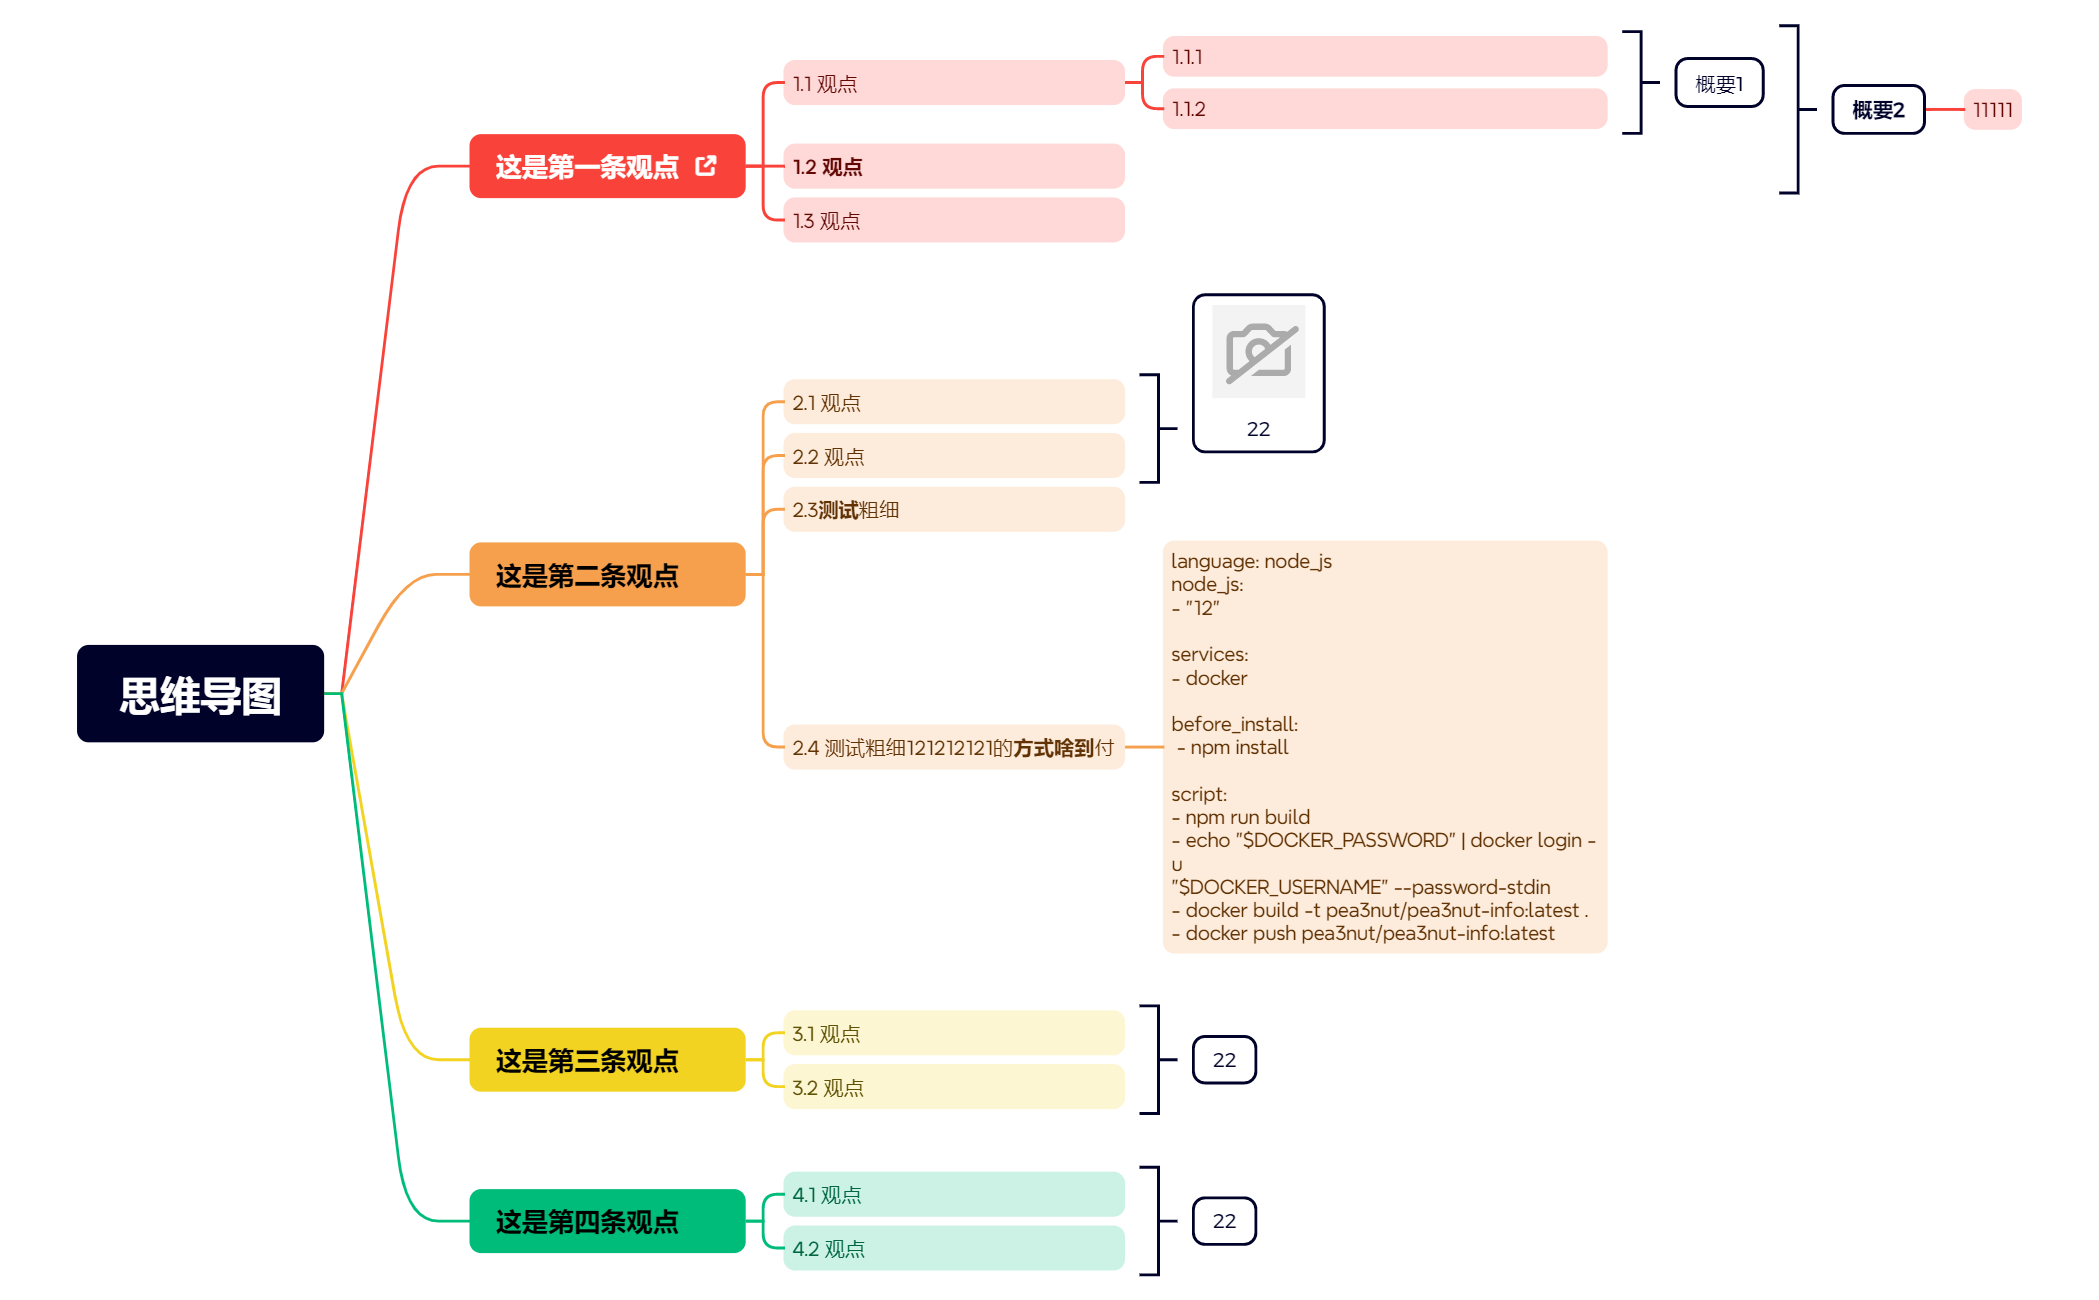 思维导图
这是第一条观点
1.1 观点
1.1.1
1.1.2
概要1
概要2
11111
1.2 观点
1.3 观点
这是第二条观点
2.1 观点
2.2 观点
22
2.3测试粗细
2.4 测试粗细121212121的方式啥到付
language: node_js
node_js:
- "12"
services:
- docker
before_install:
- npm install
script:
- npm run build
- echo "$DOCKER_PASSWORD" | docker login -
u
"$DOCKER_USERNAME" --password-stdin
- docker build -t pea3nut/pea3nut-info:latest .
- docker push pea3nut/pea3nut-info:latest
这是第三条观点
3.1 观点
3.2 观点
22
这是第四条观点
4.1 观点
4.2 观点
22